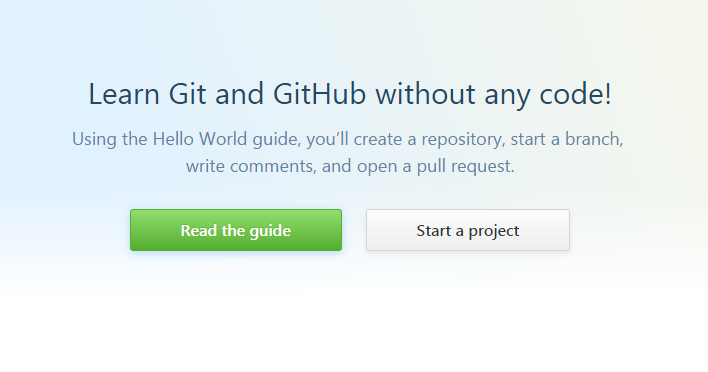 Learn Git and GitHub without any code!
Using the Hello World guide, you’ll create a repository, start a branch,
write comments, and open a pull request.
Read the guide
Start a project